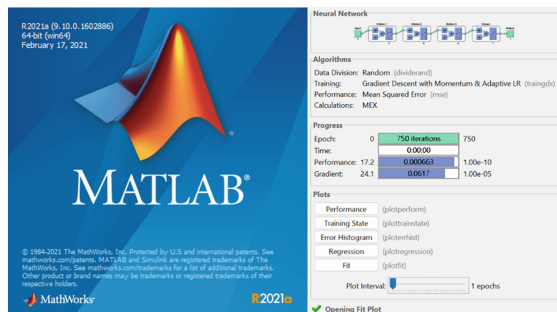 R2021a (9.10.0.1602886)
64-bit (win64)
February 17, 2021
MATLAB®
© 1984-2021 The MathWorks, Inc. Protected by U.S and international patents. See
mathworks.com/patents. MATLAB and Simulink are registered trademarks of The
MathWorks, Inc. See mathworks.com/trademarks for a list of additional trademarks.
Other product or brand names may be trademarks or registered trademarks of their
respective holders.
MathWorks®
R2021a
Neural Network
Algorithms
Data Division: Random (dividerand)
Training: Gradient Descent with Momentum & Adaptive LR (traingdx)
Performance: Mean Squared Error (mse)
Calculations: MEX
Progress
Epoch: 0 750 iterations 750
Time: 0:00:00
Performance: 17.2 0.000663 1.00e-10
Gradient: 24.1 0.0617 1.00e-05
Plots
Performance (plotperform)
Training State (plottrainstate)
Error Histogram (ploterrhist)
Regression (plotregression)
Fit (plotfit)
Plot Interval: 1 epochs
Opening Fit Plot